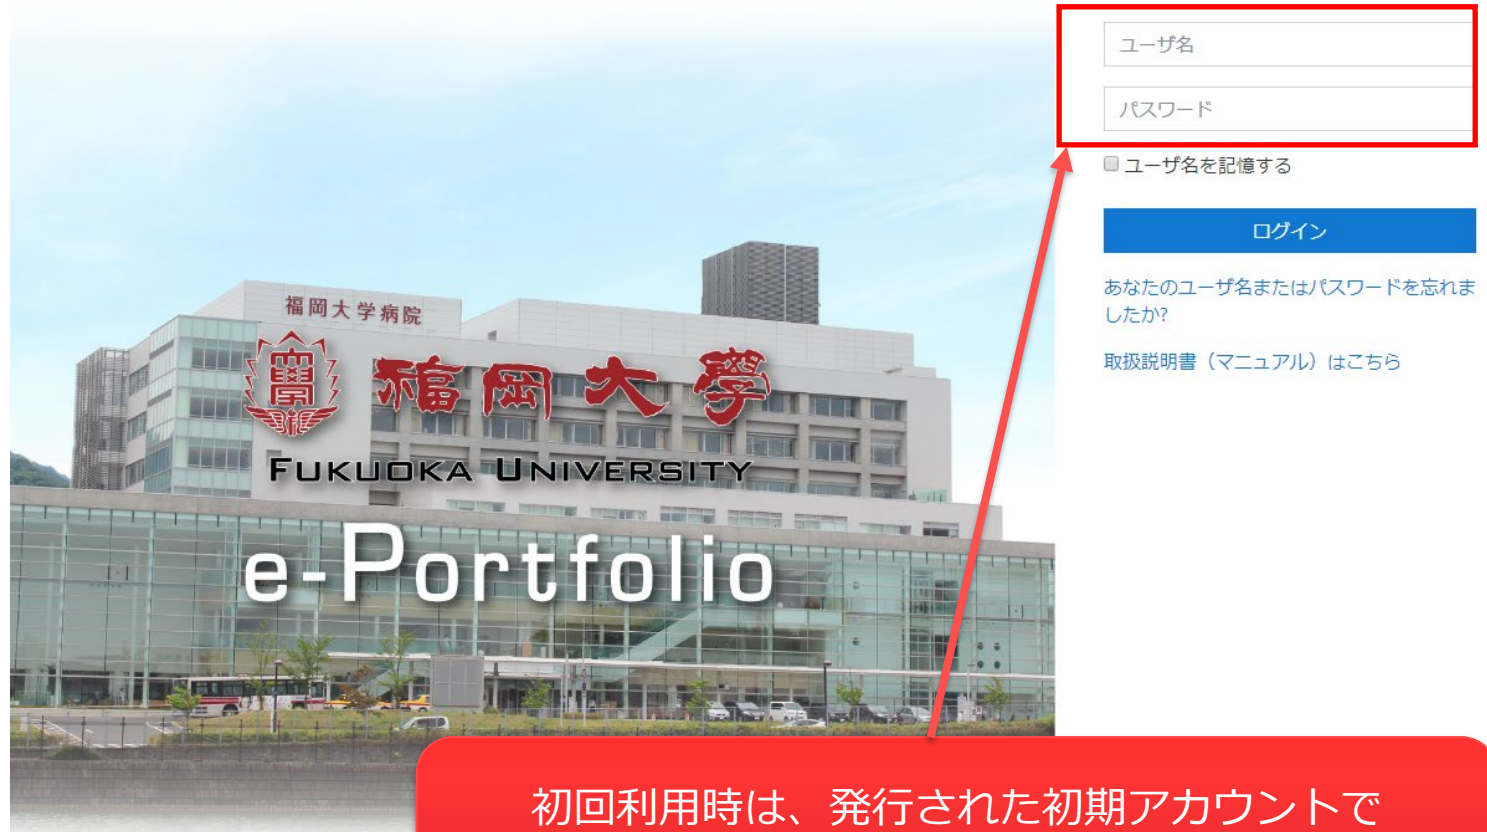 ユーザ名
パスワード
ユーザ名を記憶する
ログイン
あなたのユーザ名またはパスワードを忘れま
したか?
取扱説明書（マニュアル）はこちら
福岡大学病院
福岡大學
FUKUOKA UNIVERSITY
e-Portfolio
初回利用時は、発行された初期アカウントで